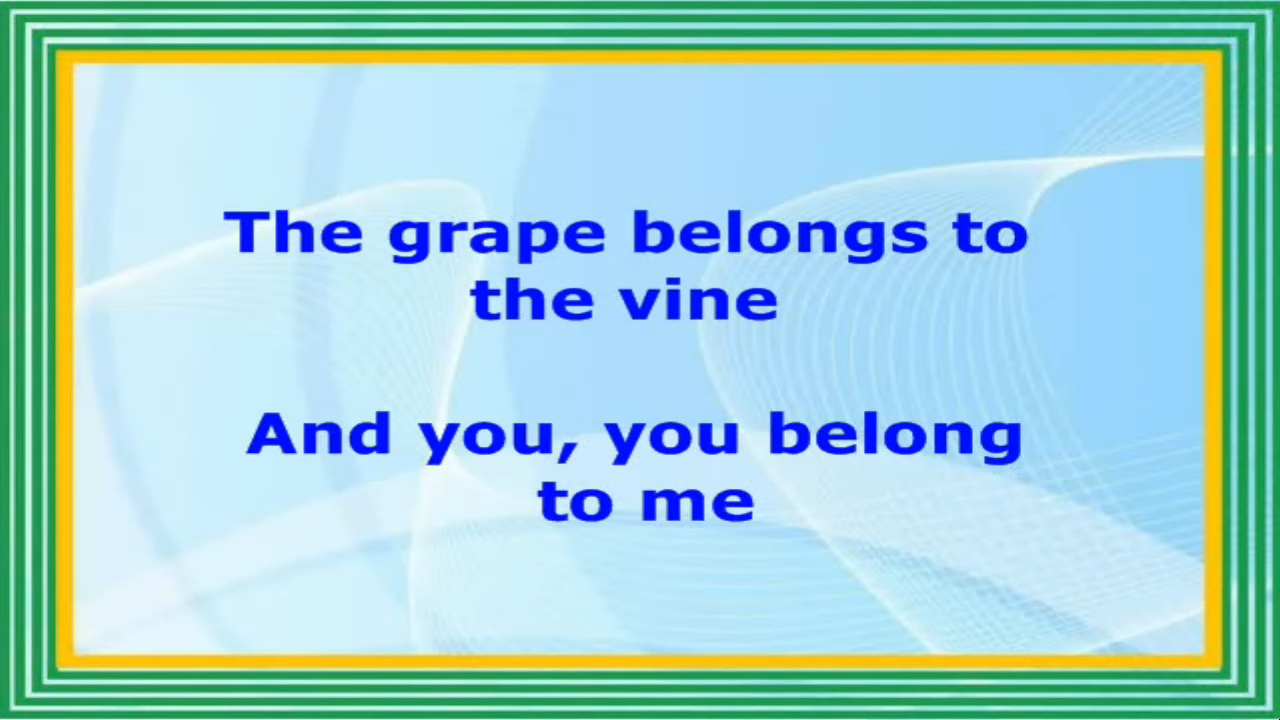 The grape belongs to
the vine
And you, you belong
to me